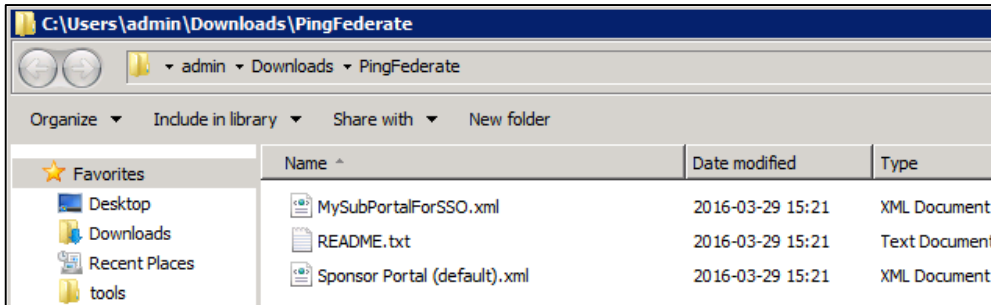 C:\Users\admin\Downloads\PingFederate
admin Downloads PingFederate
Organize Include in library Share with New folder
Name Date modified Type
Favorites
Desktop
MySubPortalForSSO.xml 2016-03-29 15:21 XML Document
Downloads
README.txt 2016-03-29 15:21 Text Document
Recent Places
Sponsor Portal (default).xml 2016-03-29 15:21 XML Document
tools